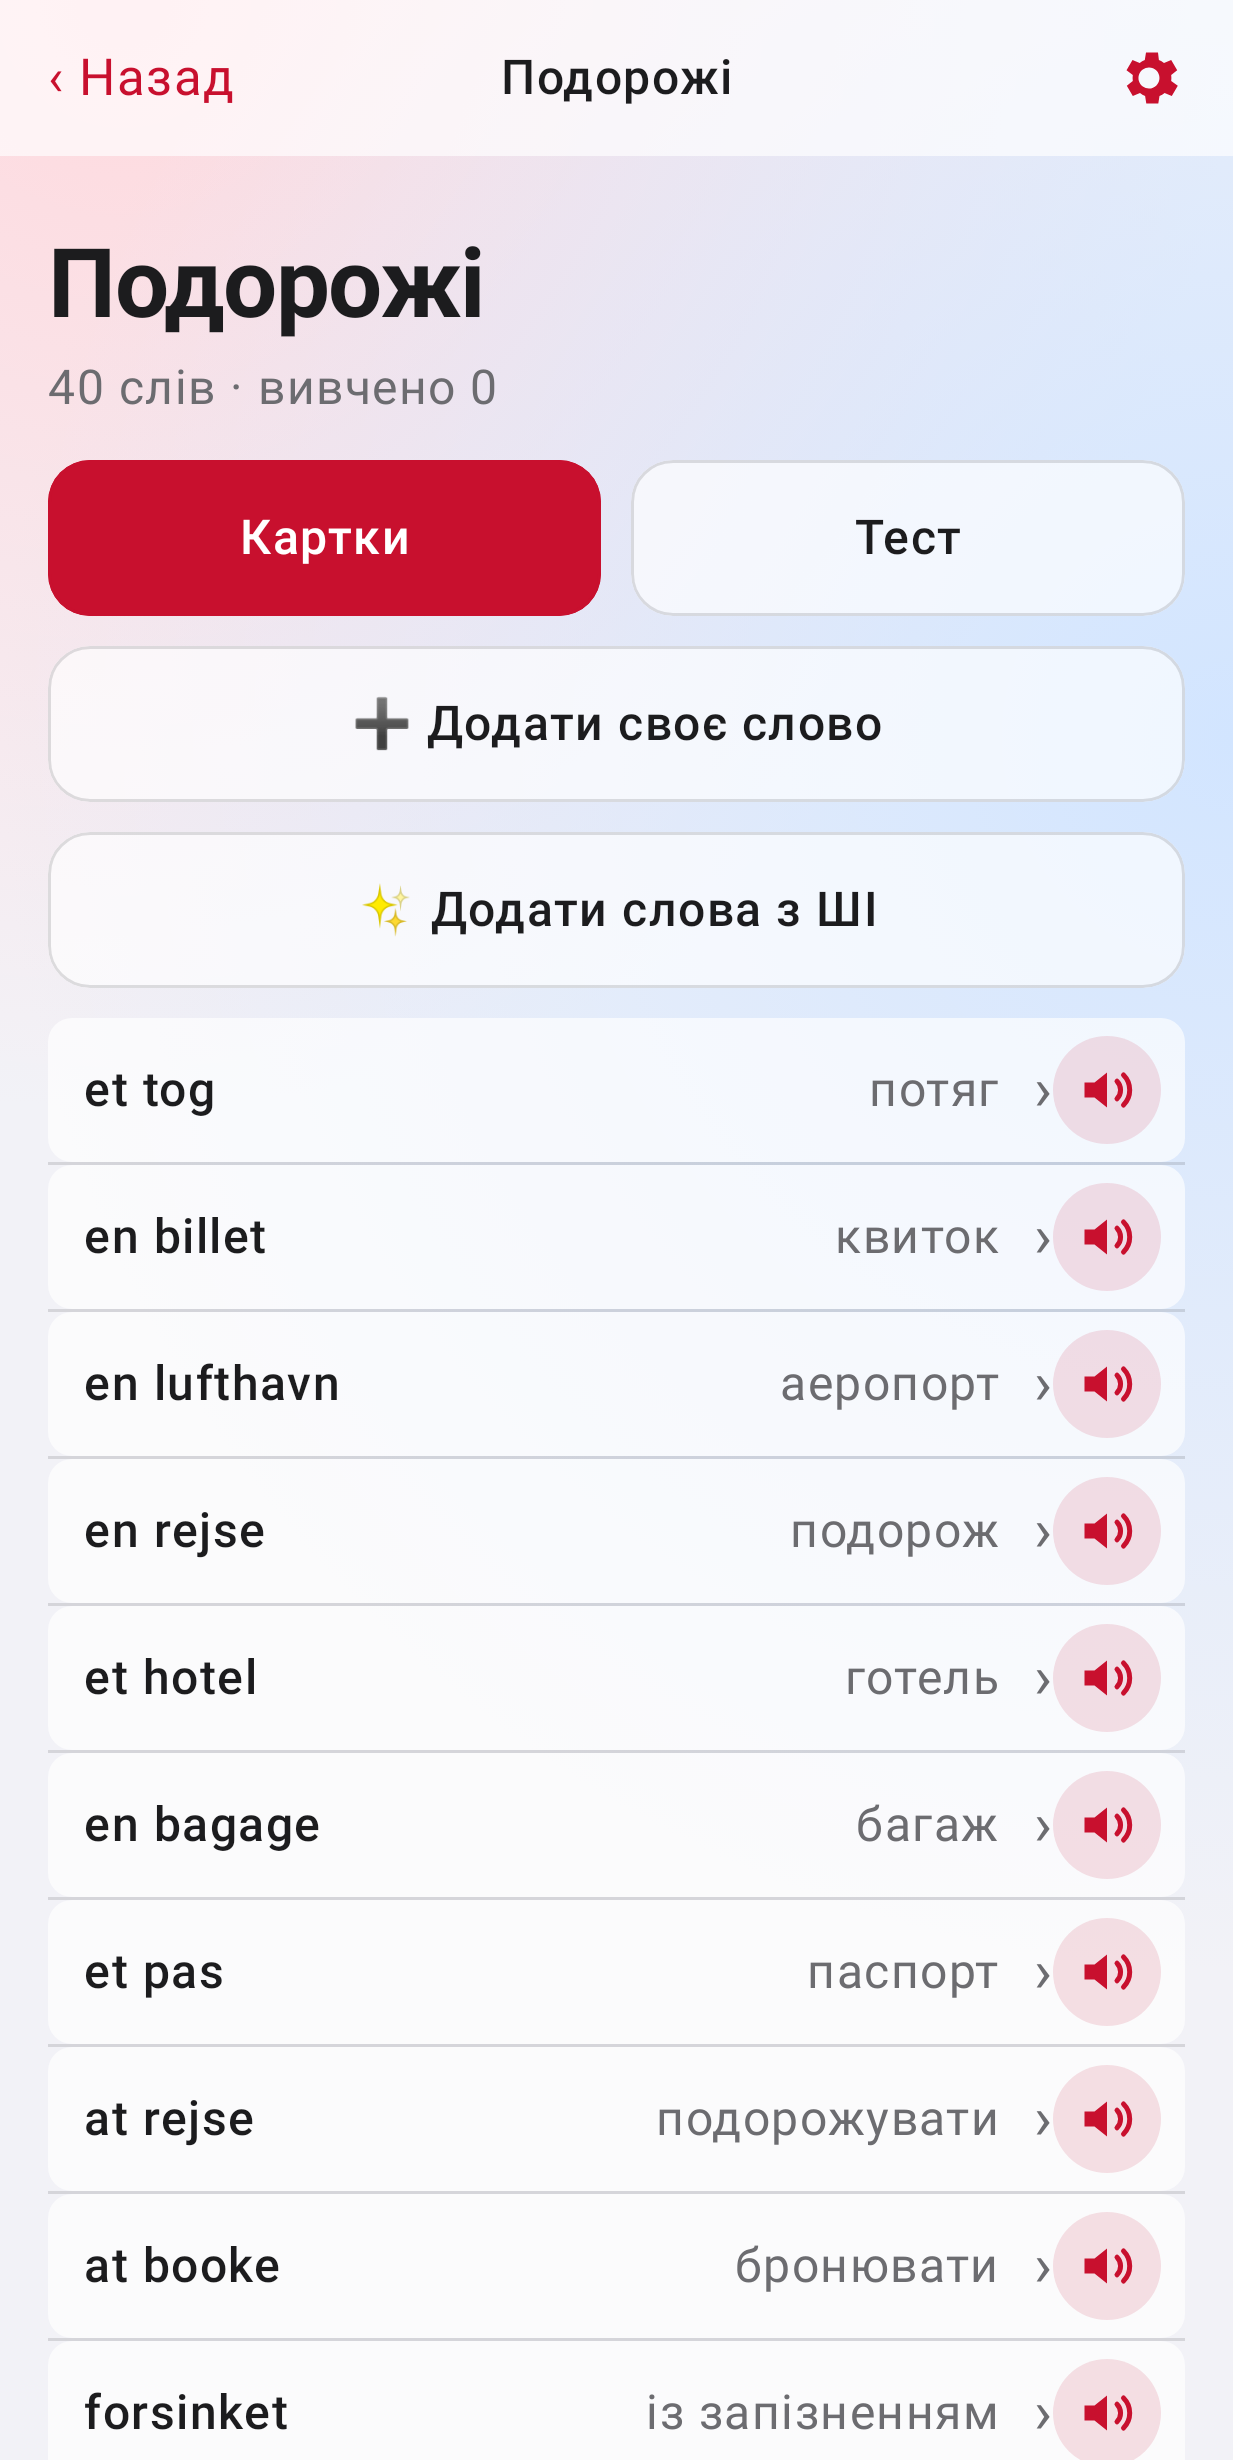 ‹ Назад Подорожі
Подорожі
40 слів · вивчено 0
Картки Тест
➕ Додати своє слово
✨ Додати слова з ШІ
et tog потяг ›
en billet квиток ›
en lufthavn аеропорт ›
en rejse подорож ›
et hotel готель ›
en bagage багаж ›
et pas паспорт ›
at rejse подорожувати ›
at booke бронювати ›
forsinket із запізненням ›